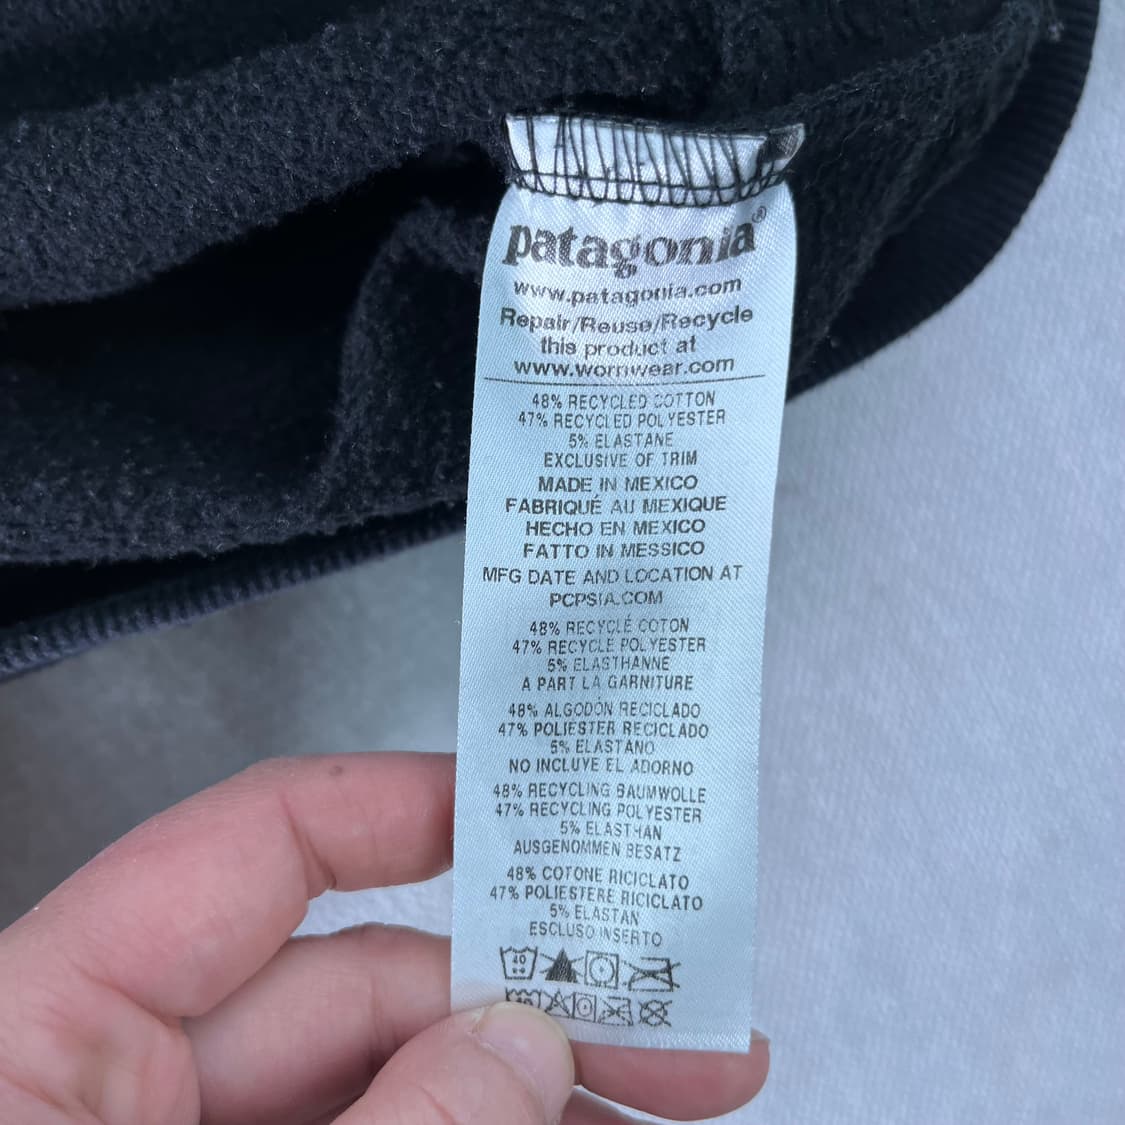 patagonia®
www.patagonia.com
Repair/Reuse/Recycle
this product at
www.wornwear.com
48% RECYCLED COTTON
47% RECYCLED POLYESTER
5% ELASTANE
EXCLUSIVE OF TRIM
MADE IN MEXICO
FABRIQUÉ AU MEXIQUE
HECHO EN MEXICO
FATTO IN MESSICO
MFG DATE AND LOCATION AT
PCPSIA.COM
48% RECYCLÉ COTON
47% RECYCLÉ POLYESTER
5% ELASTHANNE
A PART LA GARNITURE
48% ALGODÓN RECICLADO
47% POLIESTER RECICLADO
5% ELASTANO
NO INCLUYE EL ADORNO
48% RECYCLING BAUMWOLLE
47% RECYCLING POLYESTER
5% ELASTHAN
AUSGENOMMEN BESATZ
48% COTONE RICICLATO
47% POLIESTERE RICICLATO
5% ELASTAN
ESCLUSO INSERTO
40